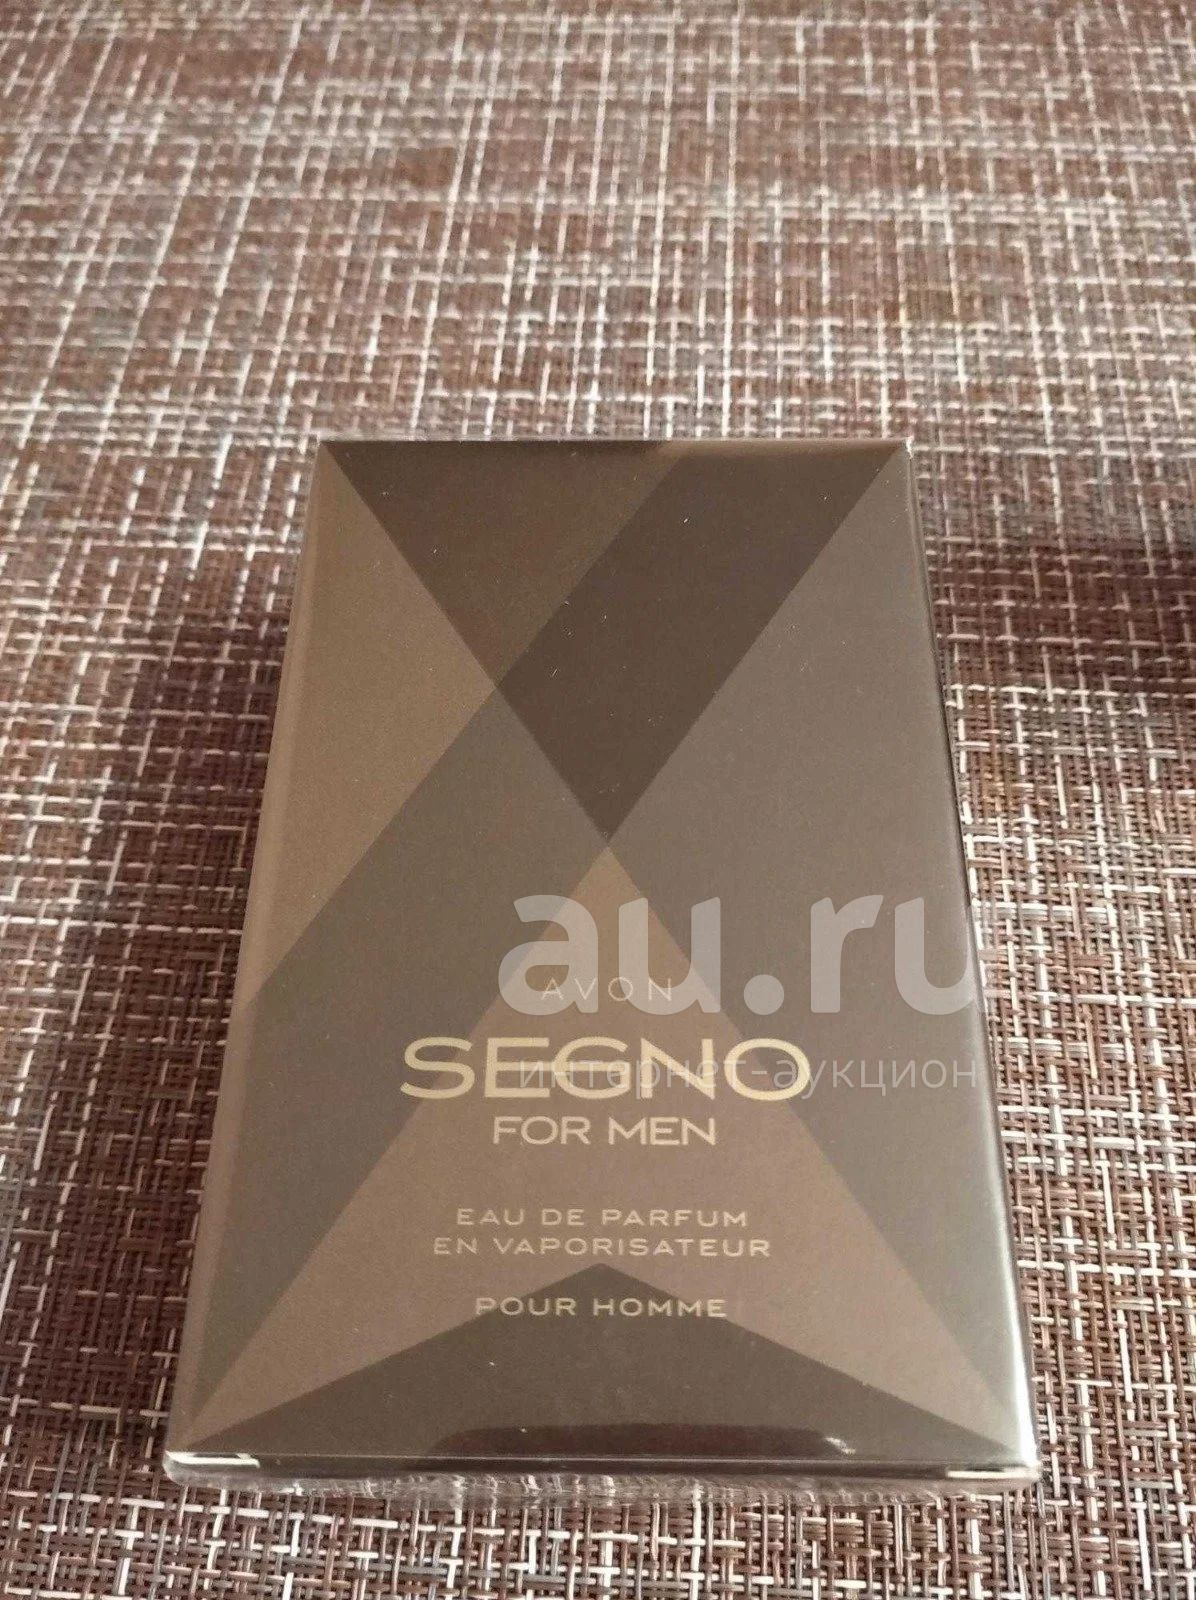 au.ru
AVON
SEGNO
интернет-аукцион
FOR MEN
EAU DE PARFUM
EN VAPORISATEUR
POUR HOMME